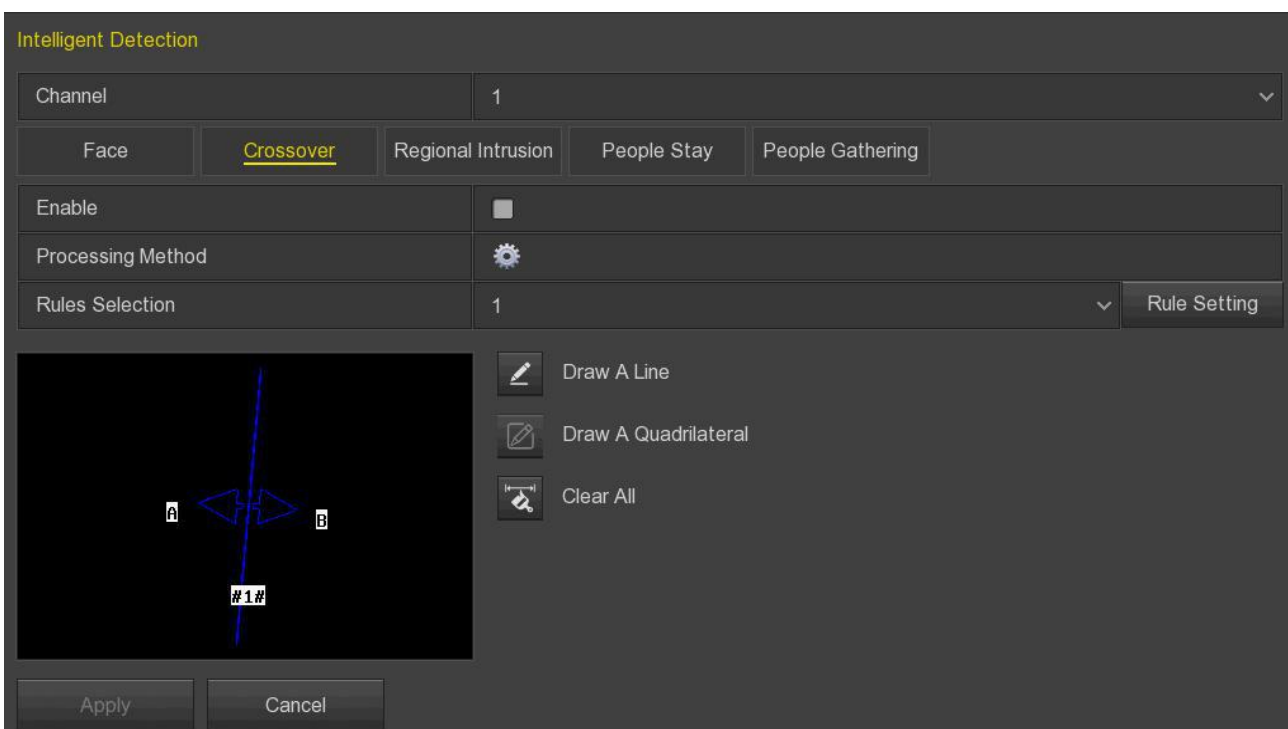 Intelligent Detection
Channel 1
Face Crossover Regional Intrusion People Stay People Gathering
Enable
Processing Method
Rules Selection 1 Rule Setting
Draw A Line
Draw A Quadrilateral
Clear All
A B
#1#
Apply Cancel